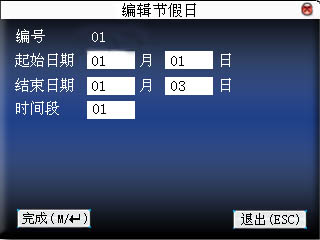 编辑节假日
编号 01
起始日期 01 月 01 日
结束日期 01 月 03 日
时间段 01
完成(M/↵) 退出(ESC)